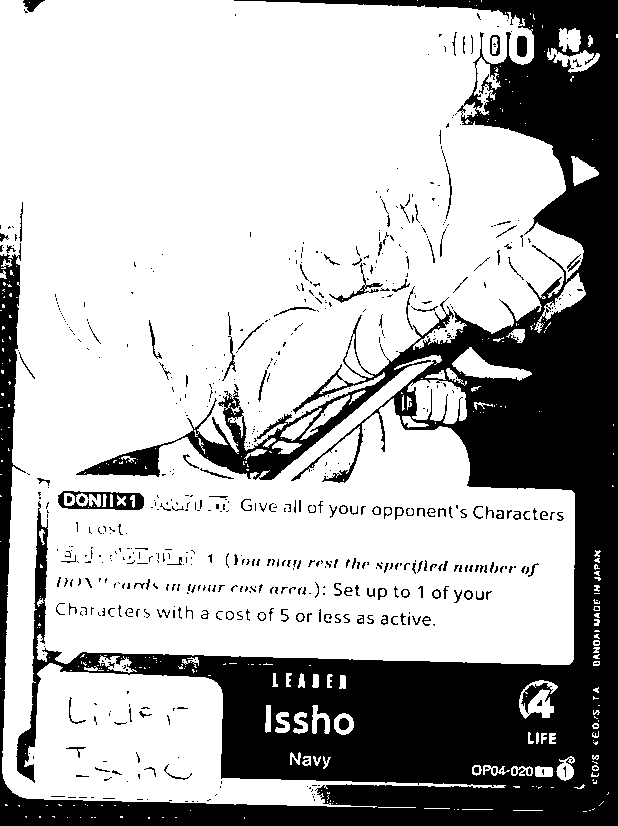 5000
特
DON!!×1 Give all of your opponent's Characters
1 cost.
1 (You may rest the specified number of
DON!! cards in your cost area.): Set up to 1 of your
Characters with a cost of 5 or less as active.
LEADER
Issho
Navy
4
LIFE
OP04-020 L 1
Lider
Issho
BANDAI MADE IN JAPAN